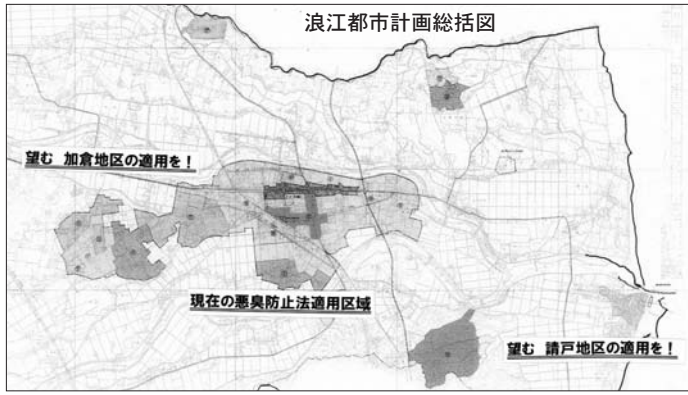 浪江都市計画総括図
望む 加倉地区の適用を!
現在の悪臭防止法適用区域
望む 請戸地区の適用を!